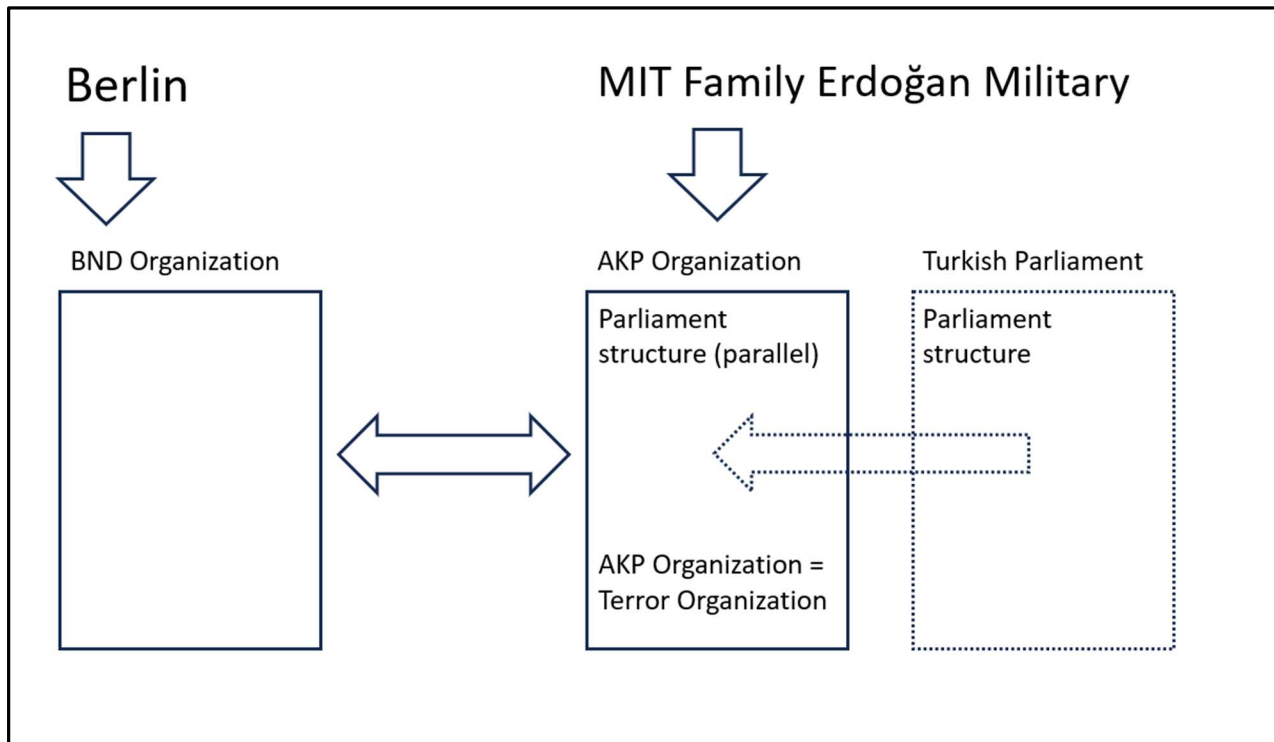 Berlin
MIT Family Erdoğan Military
BND Organization
AKP Organization
Turkish Parliament
Parliament
structure (parallel)
Parliament
structure
AKP Organization =
Terror Organization